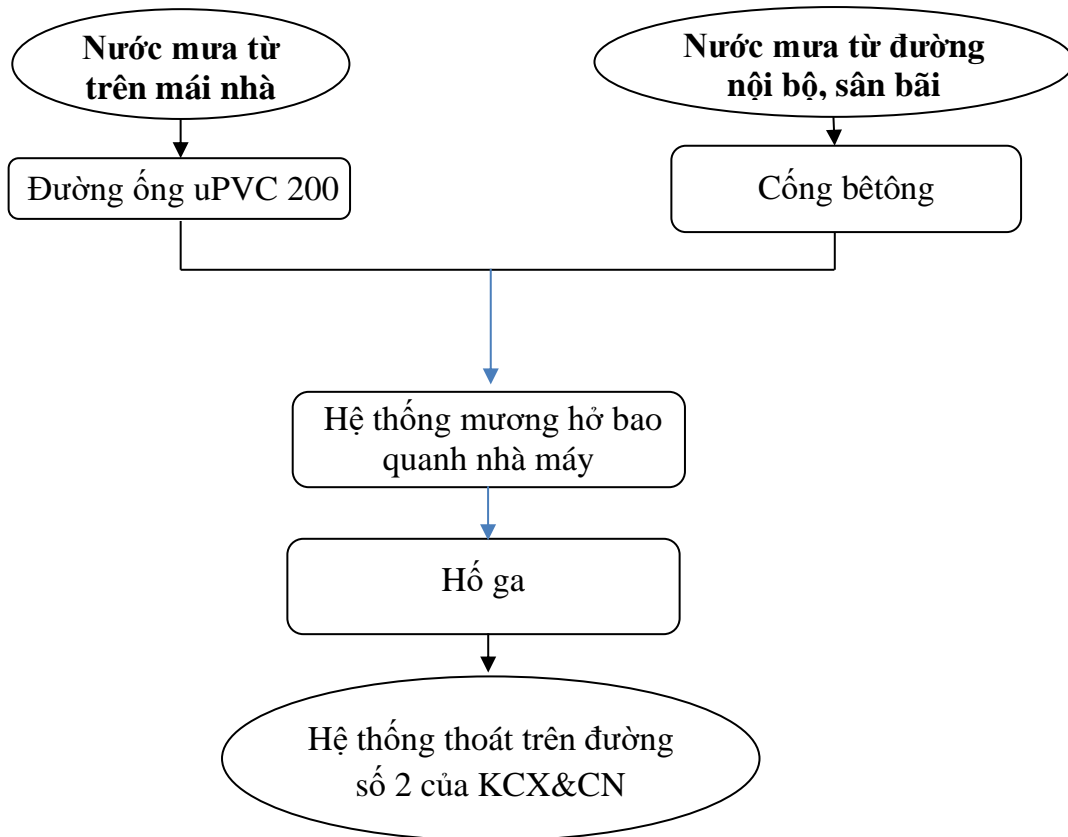 Nước mưa từ
trên mái nhà
Nước mưa từ đường
nội bộ, sân bãi
Đường ống uPVC 200
Cống bêtông
Hệ thống mương hở bao
quanh nhà máy
Hố ga
Hệ thống thoát trên đường
số 2 của KCX&CN